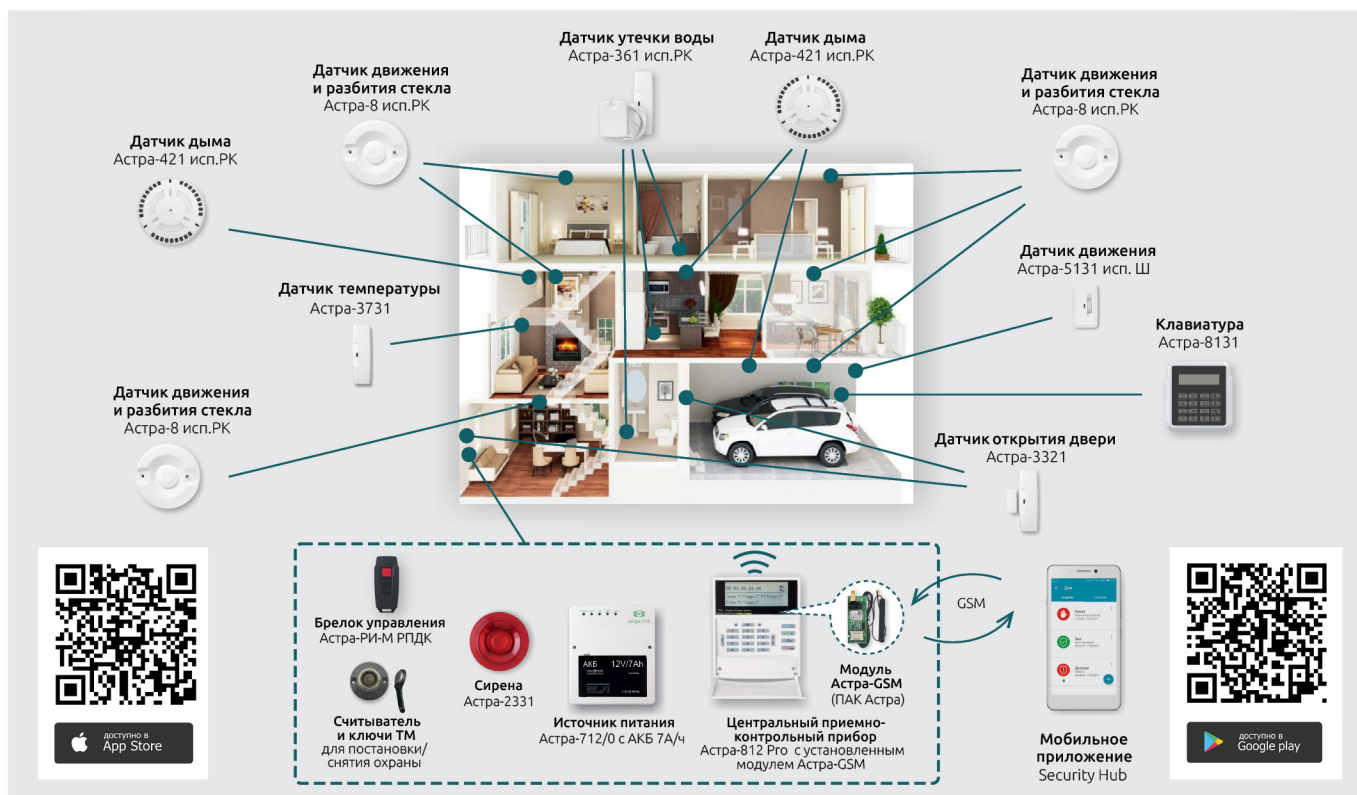 Датчик утечки воды
Астра-361 исп.РК
Датчик дыма
Астра-421 исп.РК
Датчик движения
и разбития стекла
Астра-8 исп.РК
Датчик движения
и разбития стекла
Астра-8 исп.РК
Датчик дыма
Астра-421 исп.РК
Датчик движения
Астра-5131 исп. Ш
Датчик температуры
Астра-3731
Клавиатура
Астра-8131
Датчик движения
и разбития стекла
Астра-8 исп.РК
Датчик открытия двери
Астра-3321
Брелок управления
Астра-РИ-М РПДК
Считыватель
и ключи ТМ
для постановки/
снятия охраны
Сирена
Астра-2331
Астра-712
АКБ 12V/7Ah
Источник питания
Астра-712/0 с АКБ 7А/ч
Центральный приемно-
контрольный прибор
Астра-812 Pro с установленным
модулем Астра-GSM
Модуль
Астра-GSM
(ПАК Астра)
GSM
Мобильное
приложение
Security Hub
доступно в
App Store
доступно в
Google play